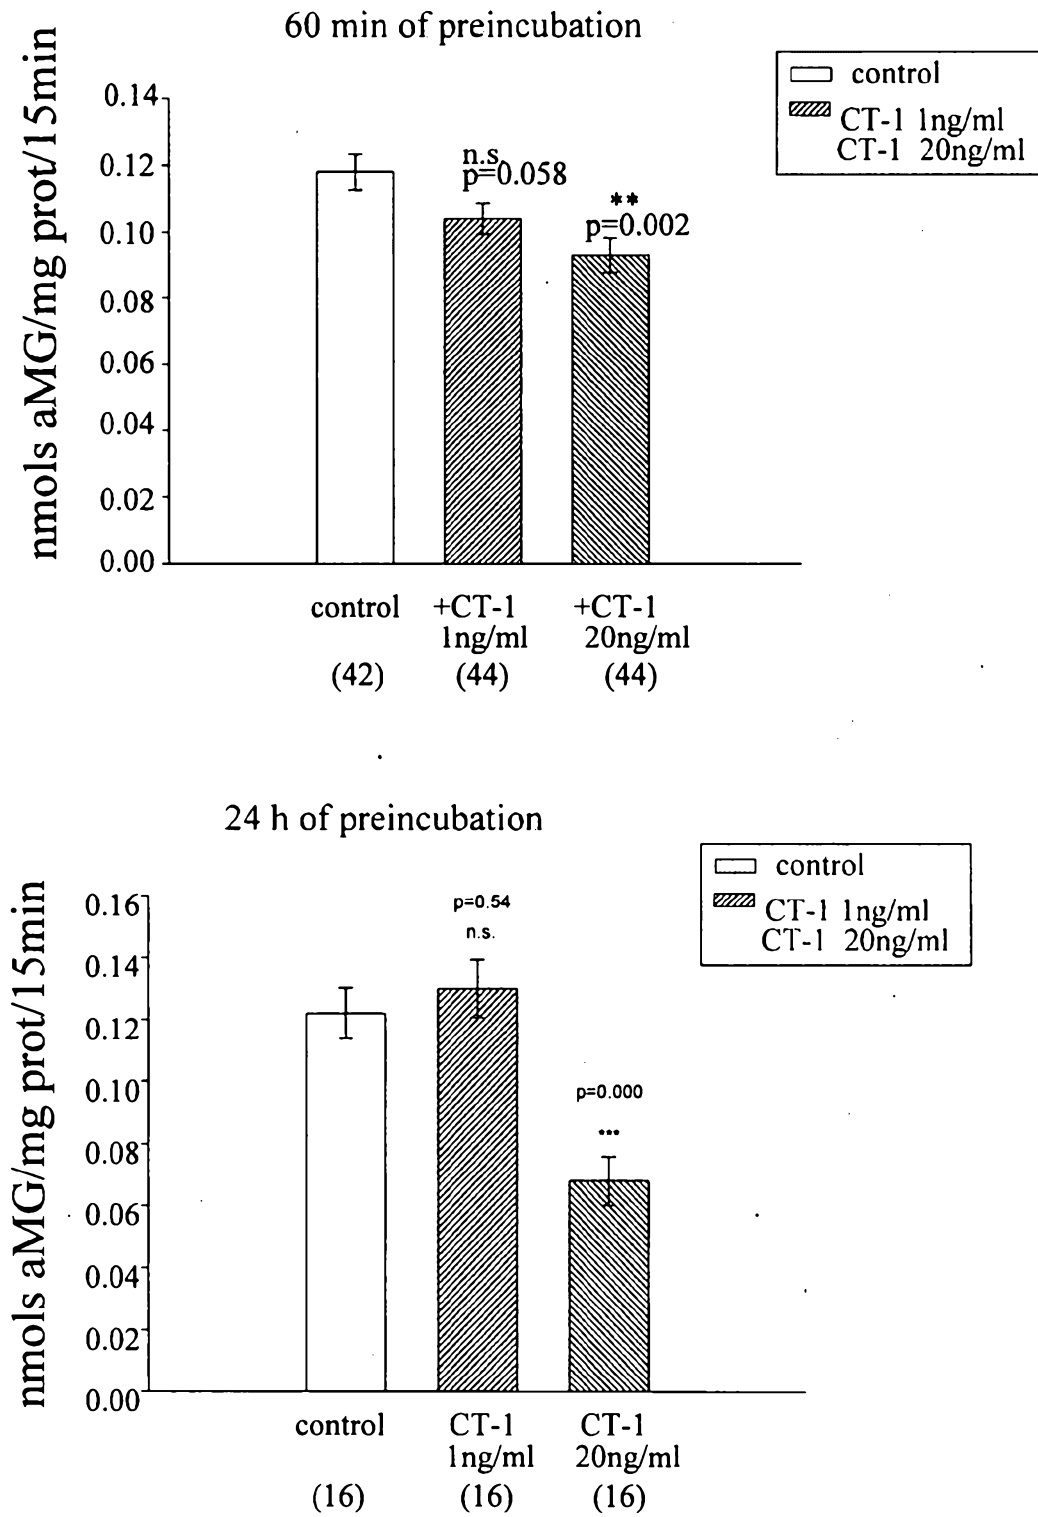 60 min of preincubation
control
CT-1 1ng/ml
CT-1 20ng/ml
nmols aMG/mg prot/15min
0.14
0.12
0.10
0.08
0.06
0.04
0.02
0.00
n.s.
p=0.058
**
p=0.002
control +CT-1 +CT-1
1ng/ml 20ng/ml
(42) (44) (44)
24 h of preincubation
control
CT-1 1ng/ml
CT-1 20ng/ml
nmols aMG/mg prot/15min
0.16
0.14
0.12
0.10
0.08
0.06
0.04
0.02
0.00
p=0.54
n.s.
p=0.000
***
control CT-1 CT-1
1ng/ml 20ng/ml
(16) (16) (16)